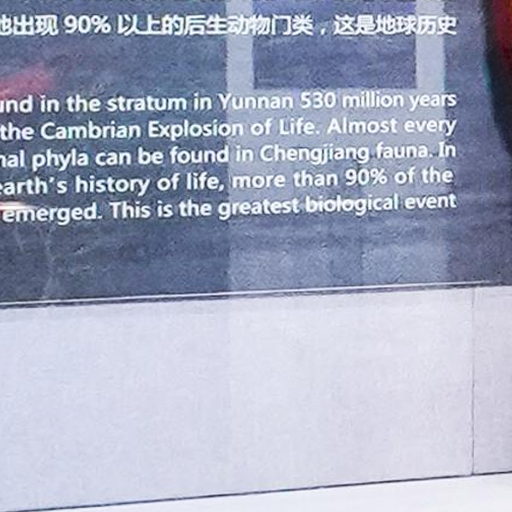 出现 90% 以上的后生动物门类，这是地球历史
und in the stratum in Yunnan 530 million years
the Cambrian Explosion of Life. Almost every
nal phyla can be found in Chengjiang fauna. In
earth's history of life, more than 90% of the
emerged. This is the greatest biological event